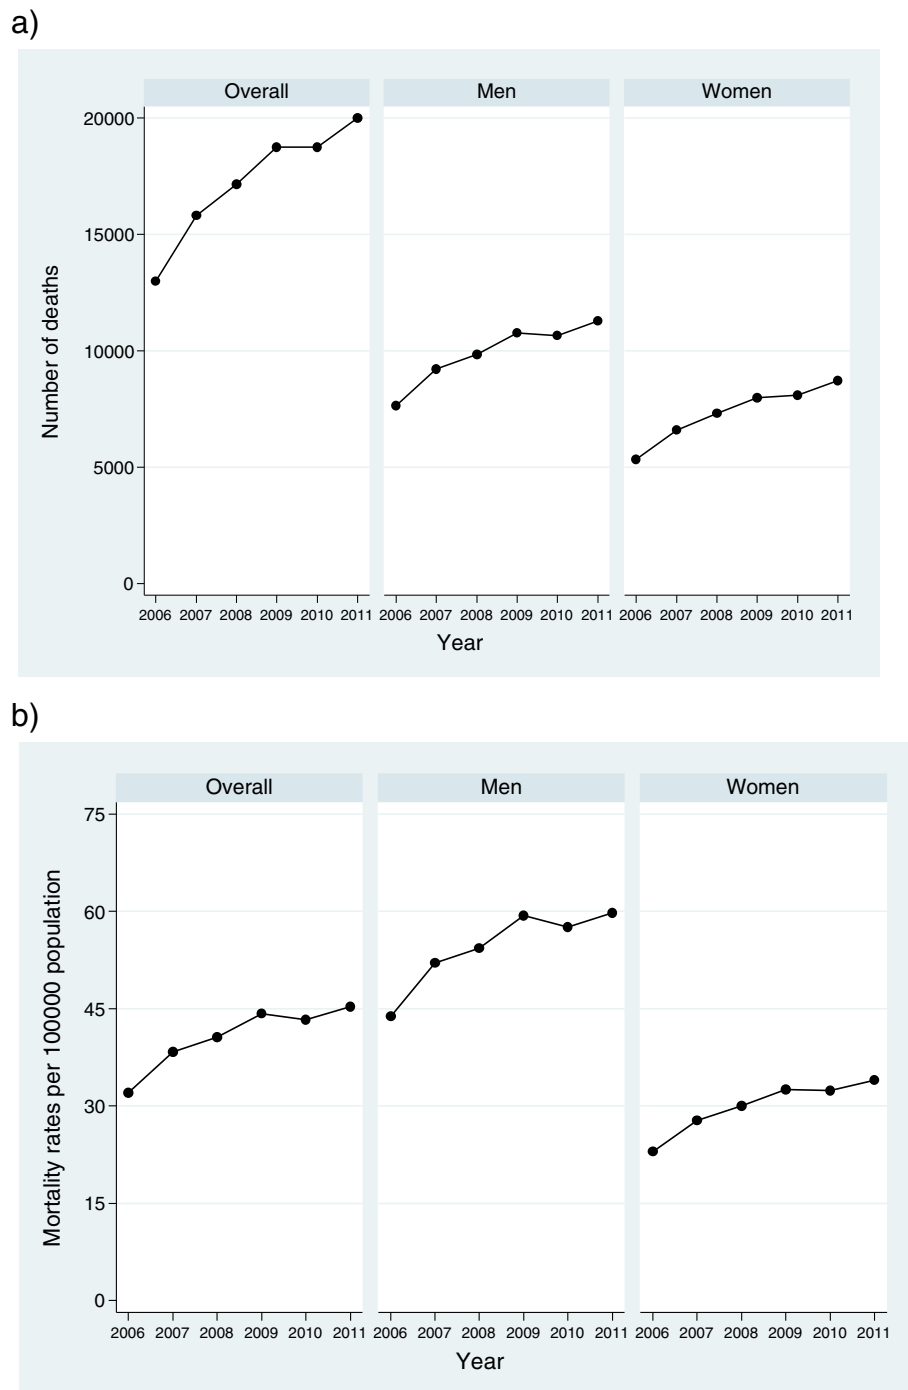 a)
Overall Men Women
20000
15000
10000
5000
0
Number of deaths
2006 2007 2008 2009 2010 2011 2006 2007 2008 2009 2010 2011 2006 2007 2008 2009 2010 2011
Year
b)
Overall Men Women
75
60
45
30
15
0
Mortality rates per 100000 population
2006 2007 2008 2009 2010 2011 2006 2007 2008 2009 2010 2011 2006 2007 2008 2009 2010 2011
Year